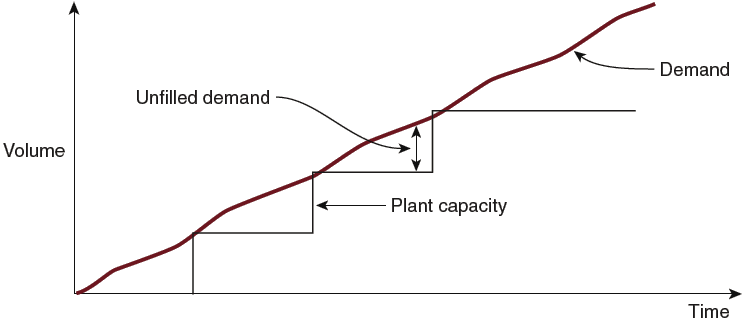 Demand
Unfilled demand
Volume
Plant capacity
Time